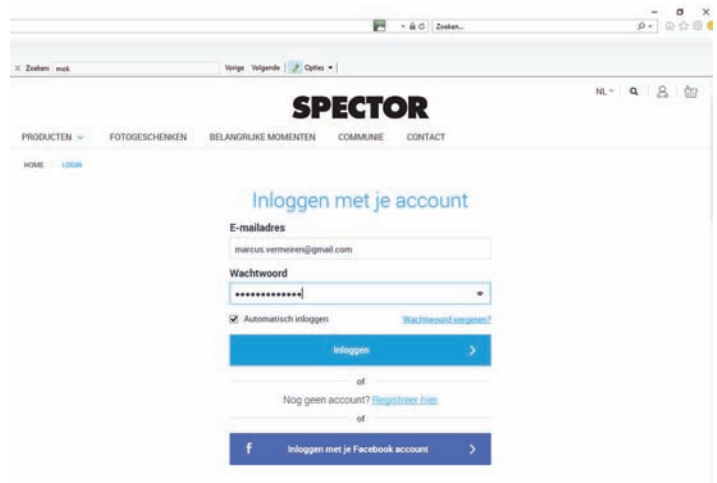 Zoeken...
× Zoeken: mok Vorige Volgende Opties
NL
SPECTOR
PRODUCTEN FOTOGESCHENKEN BELANGRIJKE MOMENTEN COMMUNIE CONTACT
HOME LOGIN
Inloggen met je account
E-mailadres
marcus.vermeiren@gmail.com
Wachtwoord
•••••••••••••
Automatisch inloggen Wachtwoord vergeten?
Inloggen
of
Nog geen account? Registreer hier
of
f Inloggen met je Facebook account